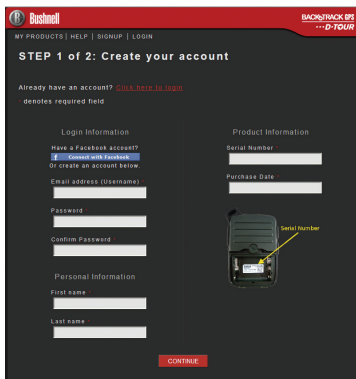 Bushnell
BACKTRACK GPS
D-TOUR
MY PRODUCTS | HELP | SIGNUP | LOGIN
STEP 1 of 2: Create your account
Already have an account? Click here to login
* denotes required field
Login Information
Have a Facebook account?
f Connect with Facebook
Or create an account below.
Email address (Username) *
Password *
Confirm Password *
Personal Information
First name *
Last name *
Product Information
Serial Number *
Purchase Date *
Serial Number
CONTINUE